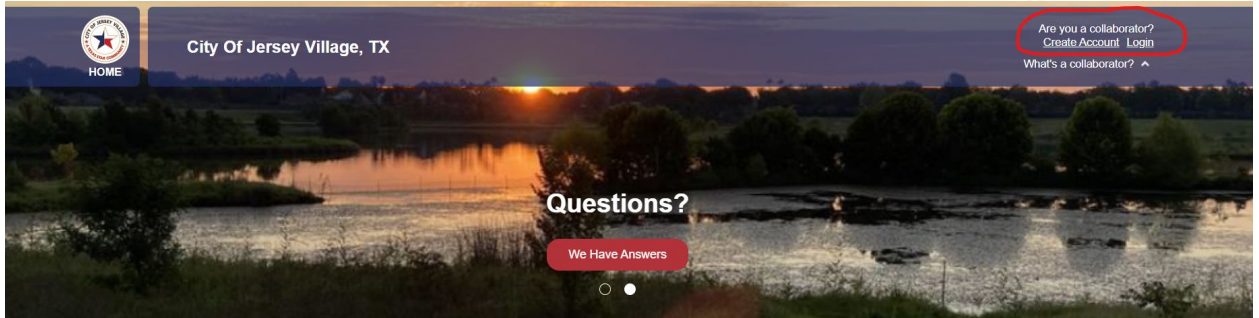 HOME
City Of Jersey Village, TX
Are you a collaborator?
Create Account Login
What's a collaborator?
Questions?
We Have Answers